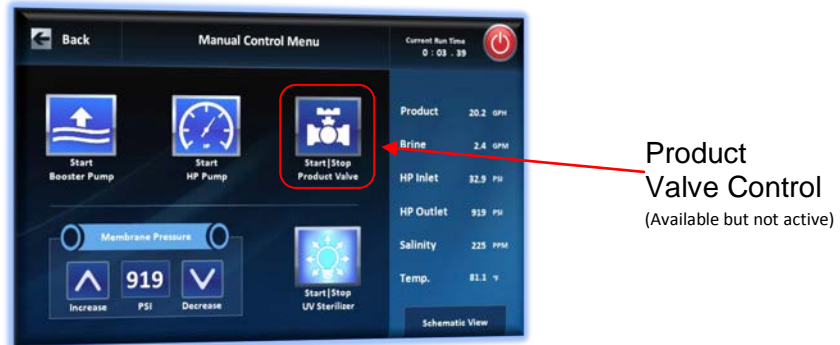 Back
Manual Control Menu
Current Run Time
0 : 03 . 39
Start
Booster Pump
HP
Start
HP Pump
Start|Stop
Product Valve
Product 20.2 GPH
Brine 2.4 GPM
HP Inlet 32.9 PSI
HP Outlet 919 PSI
Salinity 225 PPM
Temp. 81.1 °F
Membrane Pressure
919
Increase PSI Decrease
Start|Stop
UV Sterilizer
Schematic View
Product
Valve Control
(Available but not active)